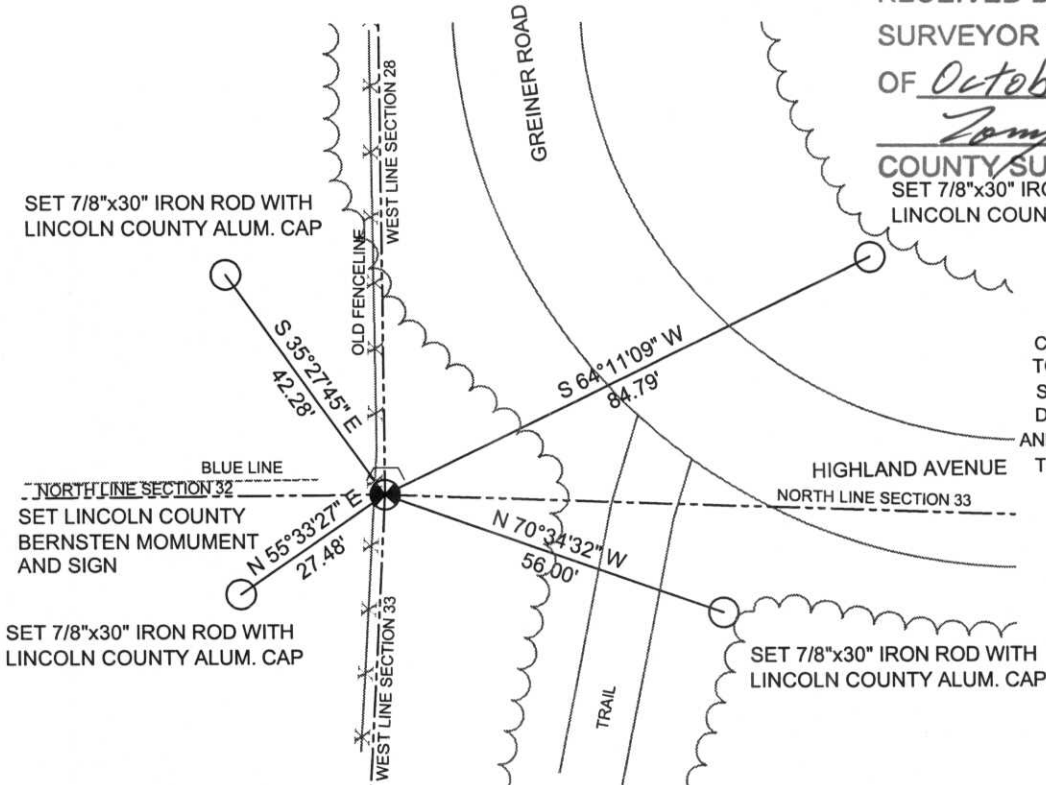 RECEIVED
SURVEYOR
OF
COUNTY
GREINER ROAD
WEST LINE SECTION 28
OLD FENCELINE
SET 7/8"x30" IRON ROD WITH
LINCOLN COUNTY ALUM. CAP
SET 7/8"x30"
LINCOLN
S 35°27'45" E
42.28'
S 64°11'09" W
84.79'
BLUE LINE
NORTH LINE SECTION 32
HIGHLAND AVENUE
NORTH LINE SECTION 33
SET LINCOLN COUNTY
BERNSTEN MOMUMENT
AND SIGN
N 55°33'27" E
27.48'
N 70°34'32" W
56.00'
SET 7/8"x30" IRON ROD WITH
LINCOLN COUNTY ALUM. CAP
WEST LINE SECTION 33
TRAIL
SET 7/8"x30" IRON ROD WITH
LINCOLN COUNTY ALUM. CAP